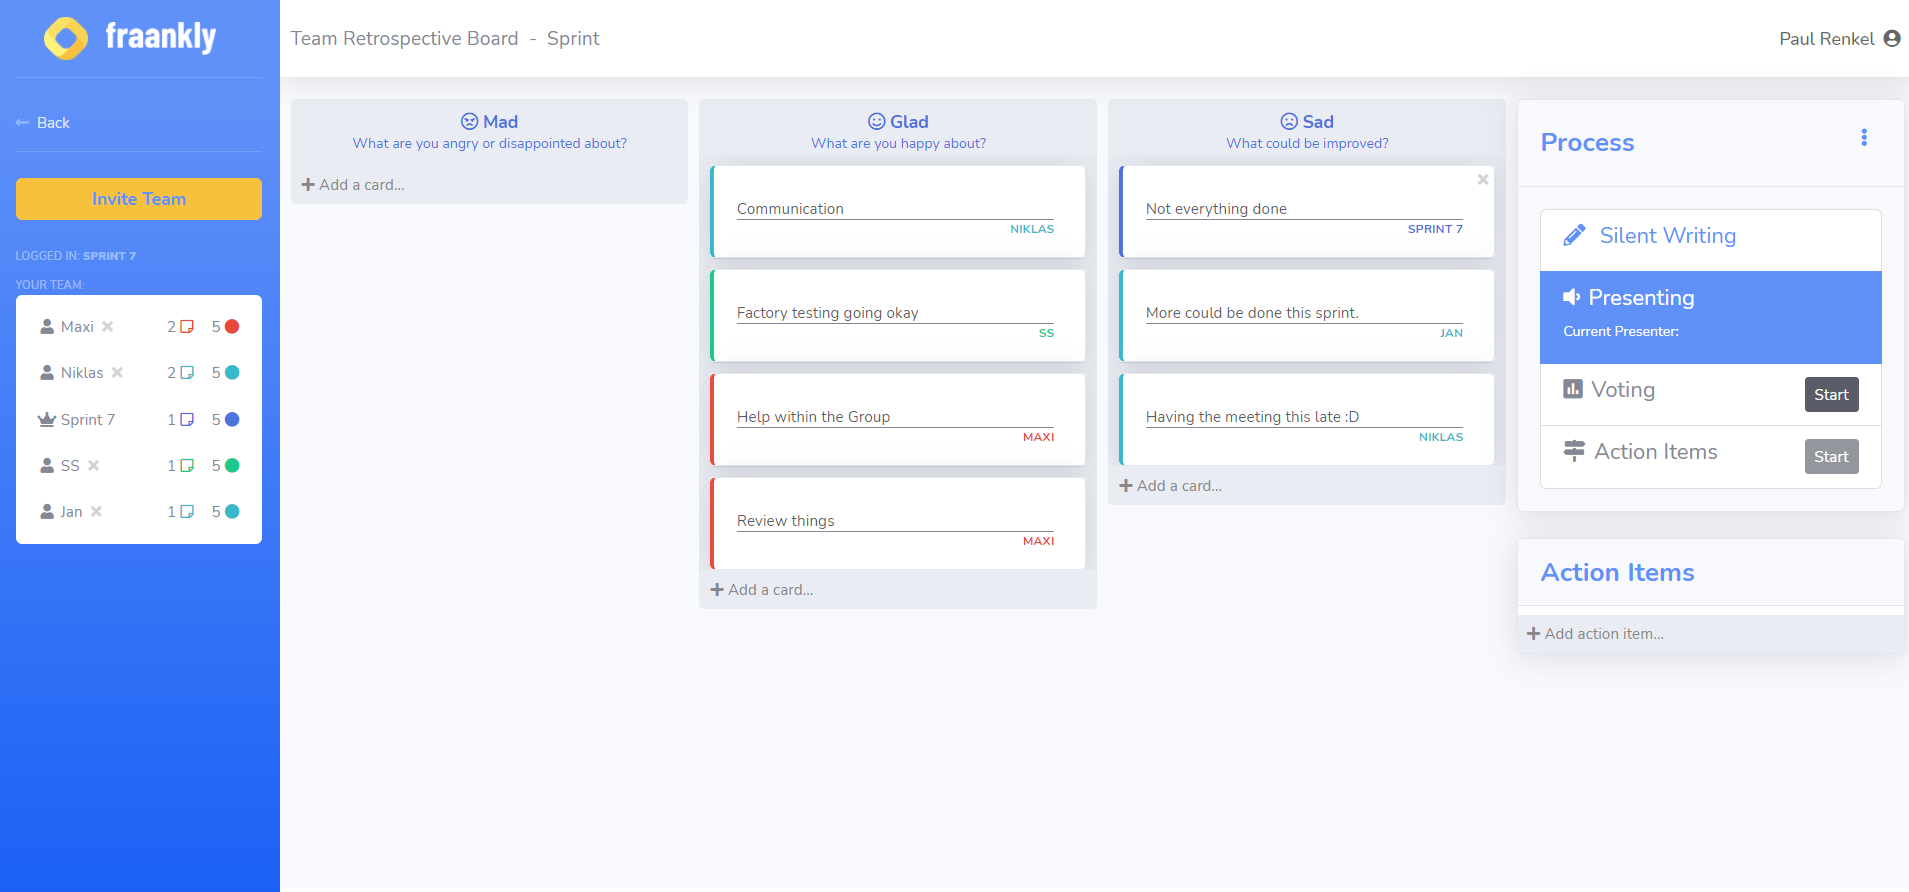 fraankly
Team Retrospective Board - Sprint
Paul Renkel
Back
Invite Team
LOGGED IN: SPRINT 7
YOUR TEAM:
Maxi 2 5
Niklas 2 5
Sprint 7 1 5
SS 1 5
Jan 1 5
Mad
What are you angry or disappointed about?
Add a card...
Glad
What are you happy about?
Communication
NIKLAS
Factory testing going okay
SS
Help within the Group
MAXI
Review things
MAXI
Add a card...
Sad
What could be improved?
Not everything done
SPRINT 7
More could be done this sprint.
JAN
Having the meeting this late :D
NIKLAS
Add a card...
Process
Silent Writing
Presenting
Current Presenter:
Voting
Start
Action Items
Start
Action Items
Add action item...